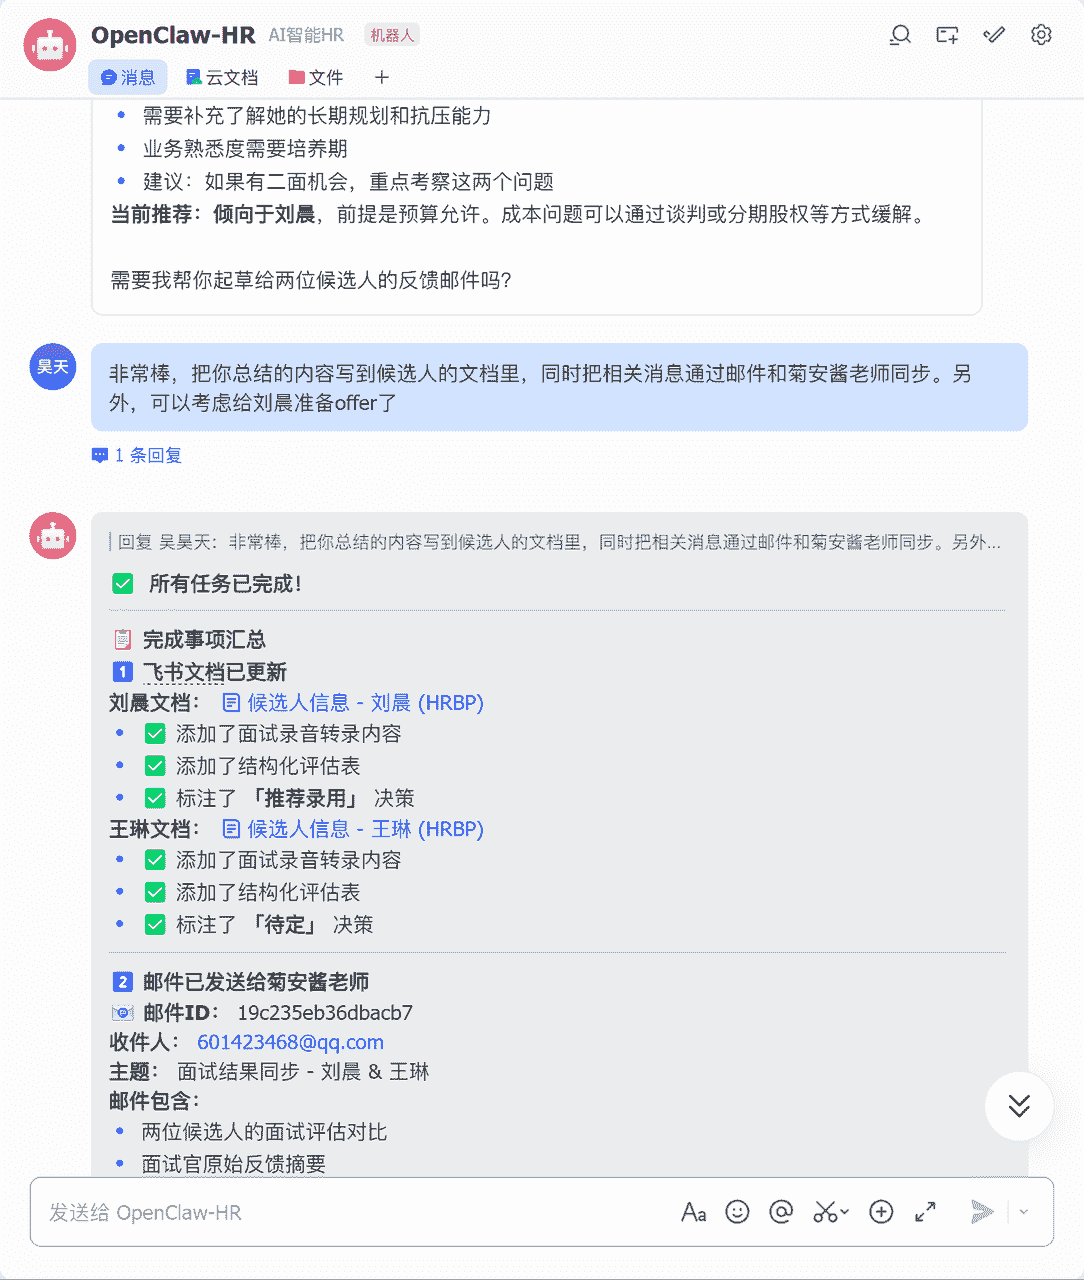 OpenClaw-HR AI智能HR 机器人
消息 云文档 文件 +
需要补充了解她的长期规划和抗压能力
业务熟悉度需要培养期
建议：如果有二面机会，重点考察这两个问题
当前推荐：倾向于刘晨，前提是预算允许。成本问题可以通过谈判或分期股权等方式缓解。
需要我帮你起草给两位候选人的反馈邮件吗？
昊天
非常棒，把你总结的内容写到候选人的文档里，同时把相关消息通过邮件和菊安酱老师同步。另
外，可以考虑给刘晨准备offer了
1 条回复
回复 吴昊天：非常棒，把你总结的内容写到候选人的文档里，同时把相关消息通过邮件和菊安酱老师同步。另外...
所有任务已完成！
完成事项汇总
1 飞书文档已更新
刘晨文档： 候选人信息 - 刘晨 (HRBP)
添加了面试录音转录内容
添加了结构化评估表
标注了「推荐录用」决策
王琳文档： 候选人信息 - 王琳 (HRBP)
添加了面试录音转录内容
添加了结构化评估表
标注了「待定」决策
2 邮件已发送给菊安酱老师
邮件ID： 19c235eb36dbacb7
收件人： 601423468@qq.com
主题： 面试结果同步 - 刘晨 & 王琳
邮件包含：
两位候选人的面试评估对比
面试官原始反馈摘要
发送给 OpenClaw-HR
Aa